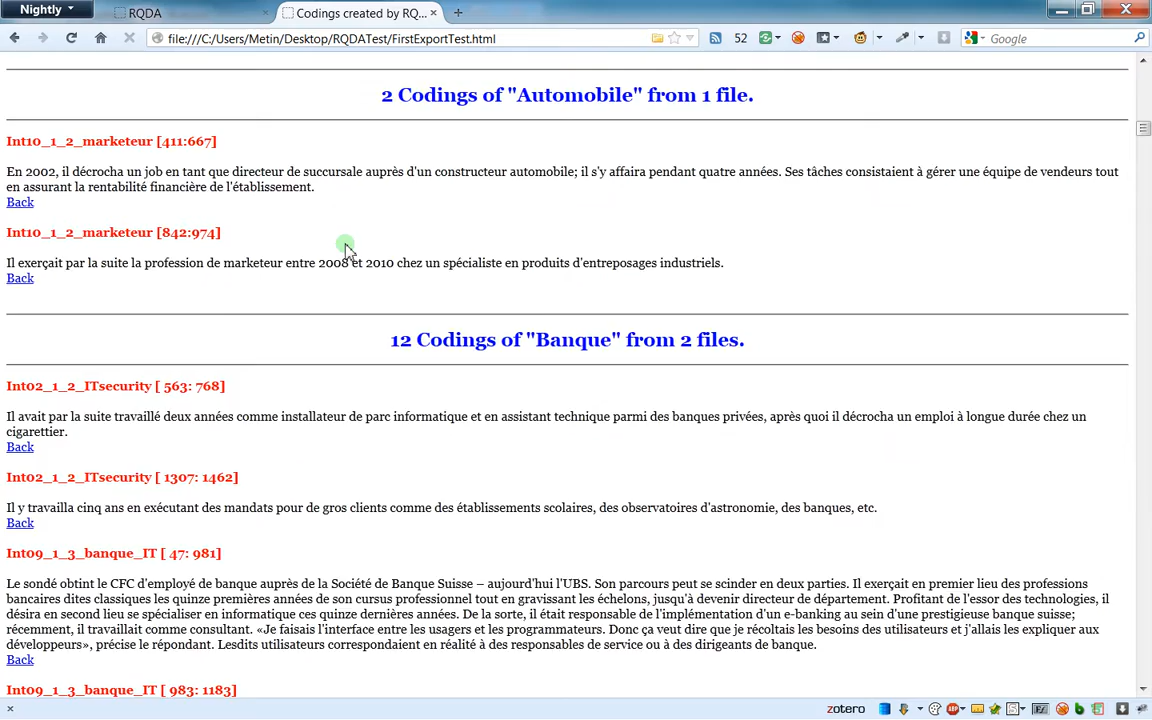 Nightly
RQDA
Codings created by RQ...
file:///C:/Users/Metin/Desktop/RQDATest/FirstExportTest.html
52
Google
2 Codings of "Automobile" from 1 file.
Int10_1_2_marketeur [411:667]
En 2002, il décrocha un job en tant que directeur de succursale auprès d'un constructeur automobile; il s'y affaira pendant quatre années. Ses tâches consistaient à gérer une équipe de vendeurs tout
en assurant la rentabilité financière de l'établissement.
Back
Int10_1_2_marketeur [842:974]
Il exerçait par la suite la profession de marketeur entre 2008 et 2010 chez un spécialiste en produits d'entreposages industriels.
Back
12 Codings of "Banque" from 2 files.
Int02_1_2_ITsecurity [ 563: 768]
Il avait par la suite travaillé deux années comme installateur de parc informatique et en assistant technique parmi des banques privées, après quoi il décrocha un emploi à longue durée chez un
cigarettier.
Back
Int02_1_2_ITsecurity [ 1307: 1462]
Il y travailla cinq ans en exécutant des mandats pour de gros clients comme des établissements scolaires, des observatoires d'astronomie, des banques, etc.
Back
Int09_1_3_banque_IT [ 47: 981]
Le sondé obtint le CFC d'employé de banque auprès de la Société de Banque Suisse – aujourd'hui l'UBS. Son parcours peut se scinder en deux parties. Il exerçait en premier lieu des professions
bancaires dites classiques les quinze premières années de son cursus professionnel tout en gravissant les échelons, jusqu'à devenir directeur de département. Profitant de l'essor des technologies, il
désira en second lieu se spécialiser en informatique ces quinze dernières années. De la sorte, il était responsable de l'implémentation d'un e-banking au sein d'une prestigieuse banque suisse;
récemment, il travaillait comme consultant. «Je faisais l'interface entre les usagers et les programmateurs. Donc ça veut dire que je récoltais les besoins des utilisateurs et j'allais les expliquer aux
développeurs», précise le répondant. Lesdits utilisateurs correspondaient en réalité à des responsables de service ou à des dirigeants de banque.
Back
Int09_1_3_banque_IT [ 983: 1183]
zotero